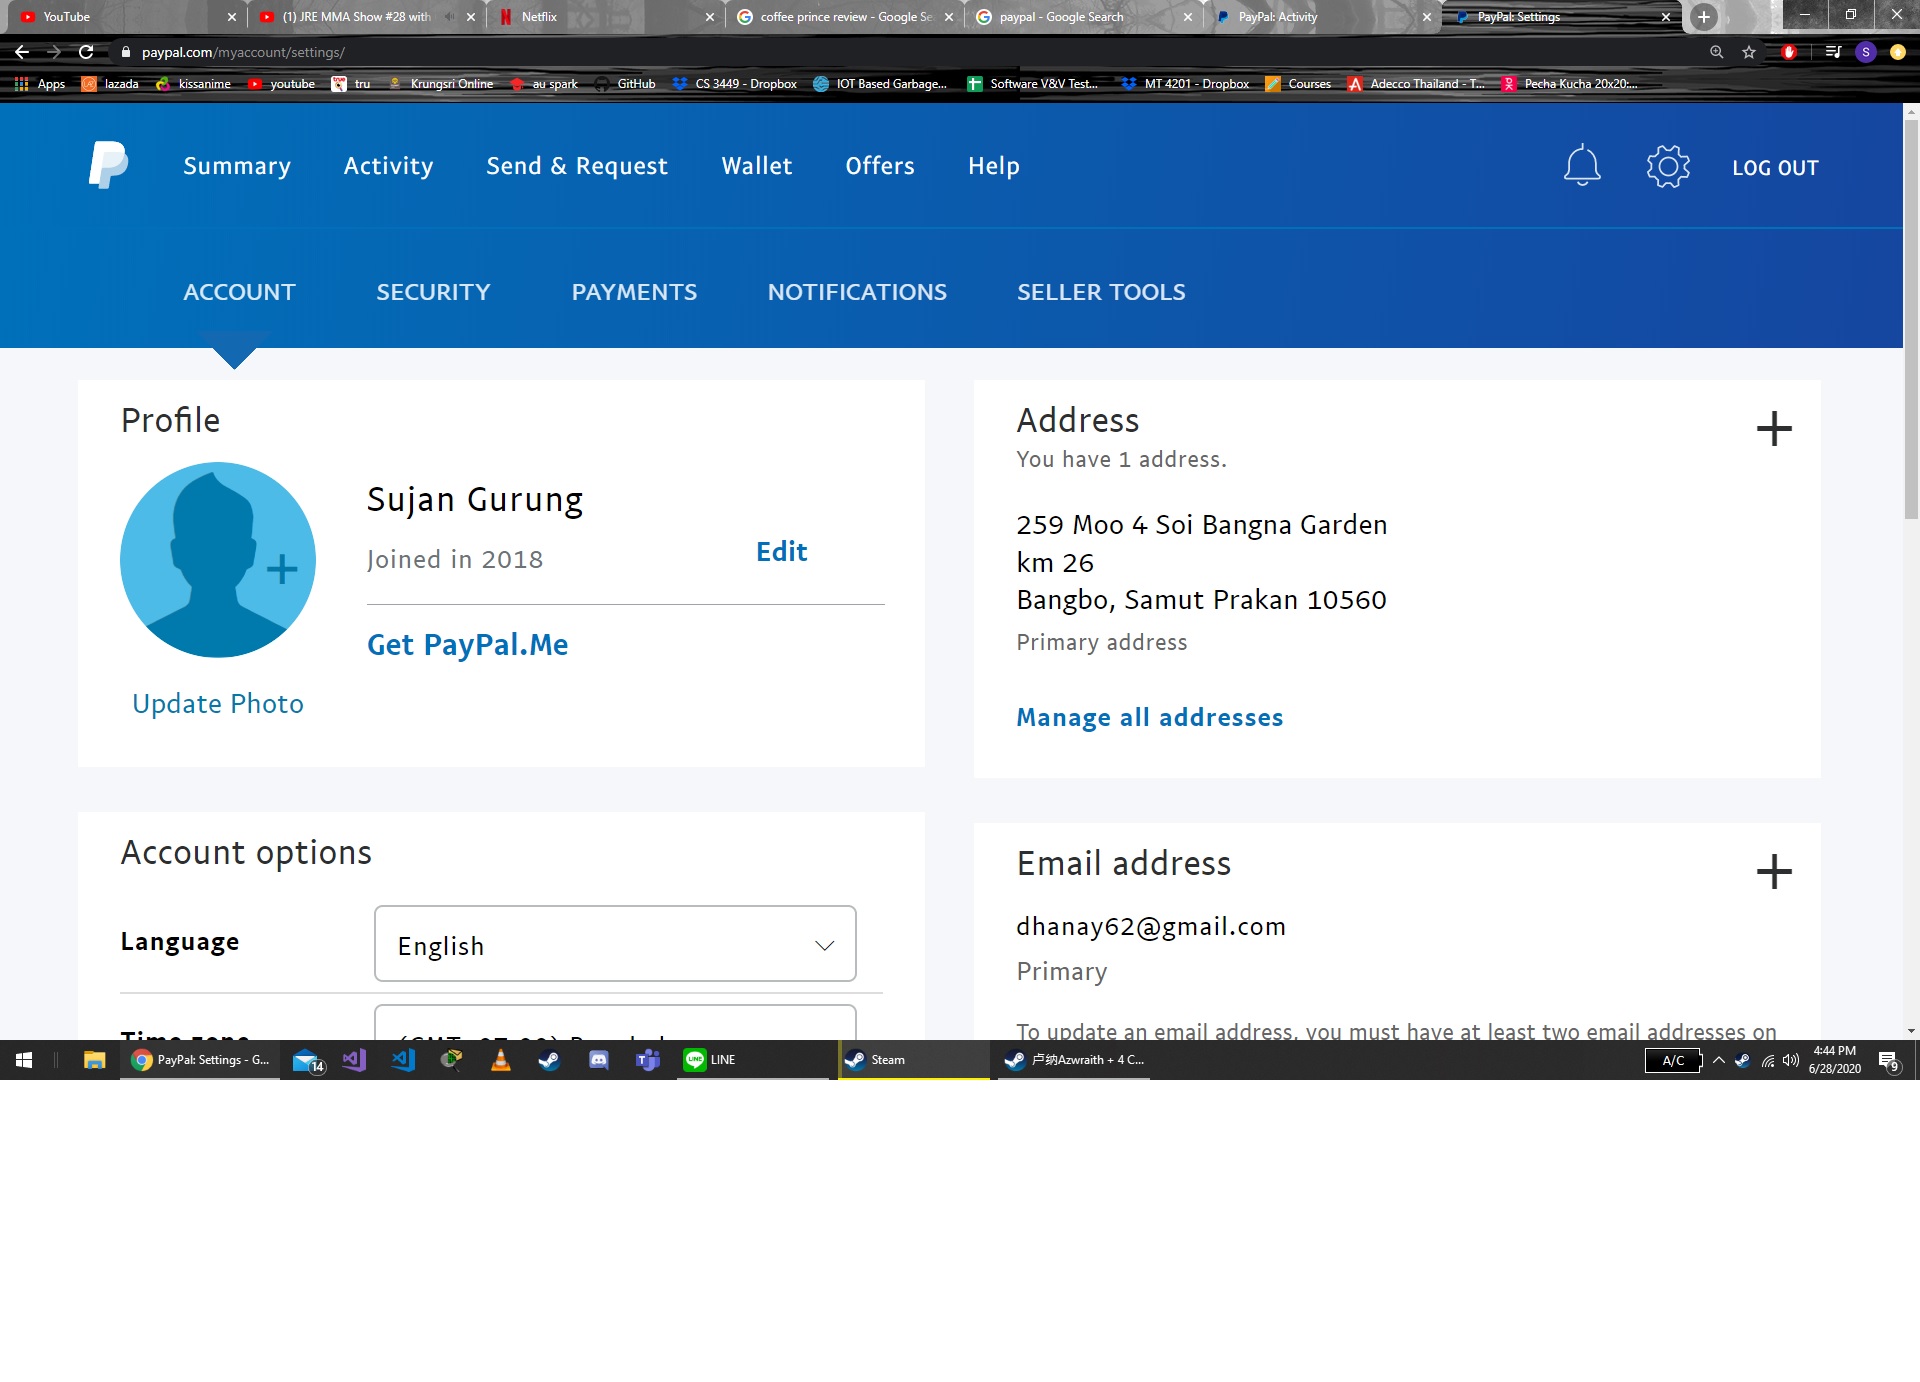 YouTube
(1) JRE MMA Show #28 with
Netflix
coffee prince review - Google Se
paypal - Google Search
PayPal: Activity
PayPal: Settings
paypal.com/myaccount/settings/
S
Apps
lazada
kissanime
youtube
tru
Krungsri Online
au spark
GitHub
CS 3449 - Dropbox
IOT Based Garbage...
Software V&V Test...
MT 4201 - Dropbox
Courses
Adecco Thailand - T...
Pecha Kucha 20x20:...
Summary
Activity
Send & Request
Wallet
Offers
Help
LOG OUT
ACCOUNT
SECURITY
PAYMENTS
NOTIFICATIONS
SELLER TOOLS
Profile
Sujan Gurung
Joined in 2018
Edit
Get PayPal.Me
Update Photo
Address
You have 1 address.
259 Moo 4 Soi Bangna Garden
km 26
Bangbo, Samut Prakan 10560
Primary address
Manage all addresses
Account options
Language
English
Time zone
Email address
dhanay62@gmail.com
Primary
To update an email address, you must have at least two email addresses on
PayPal: Settings - G...
14
LINE
Steam
卢纳Azwraith + 4 C...
A/C
4:44 PM
6/28/2020
9